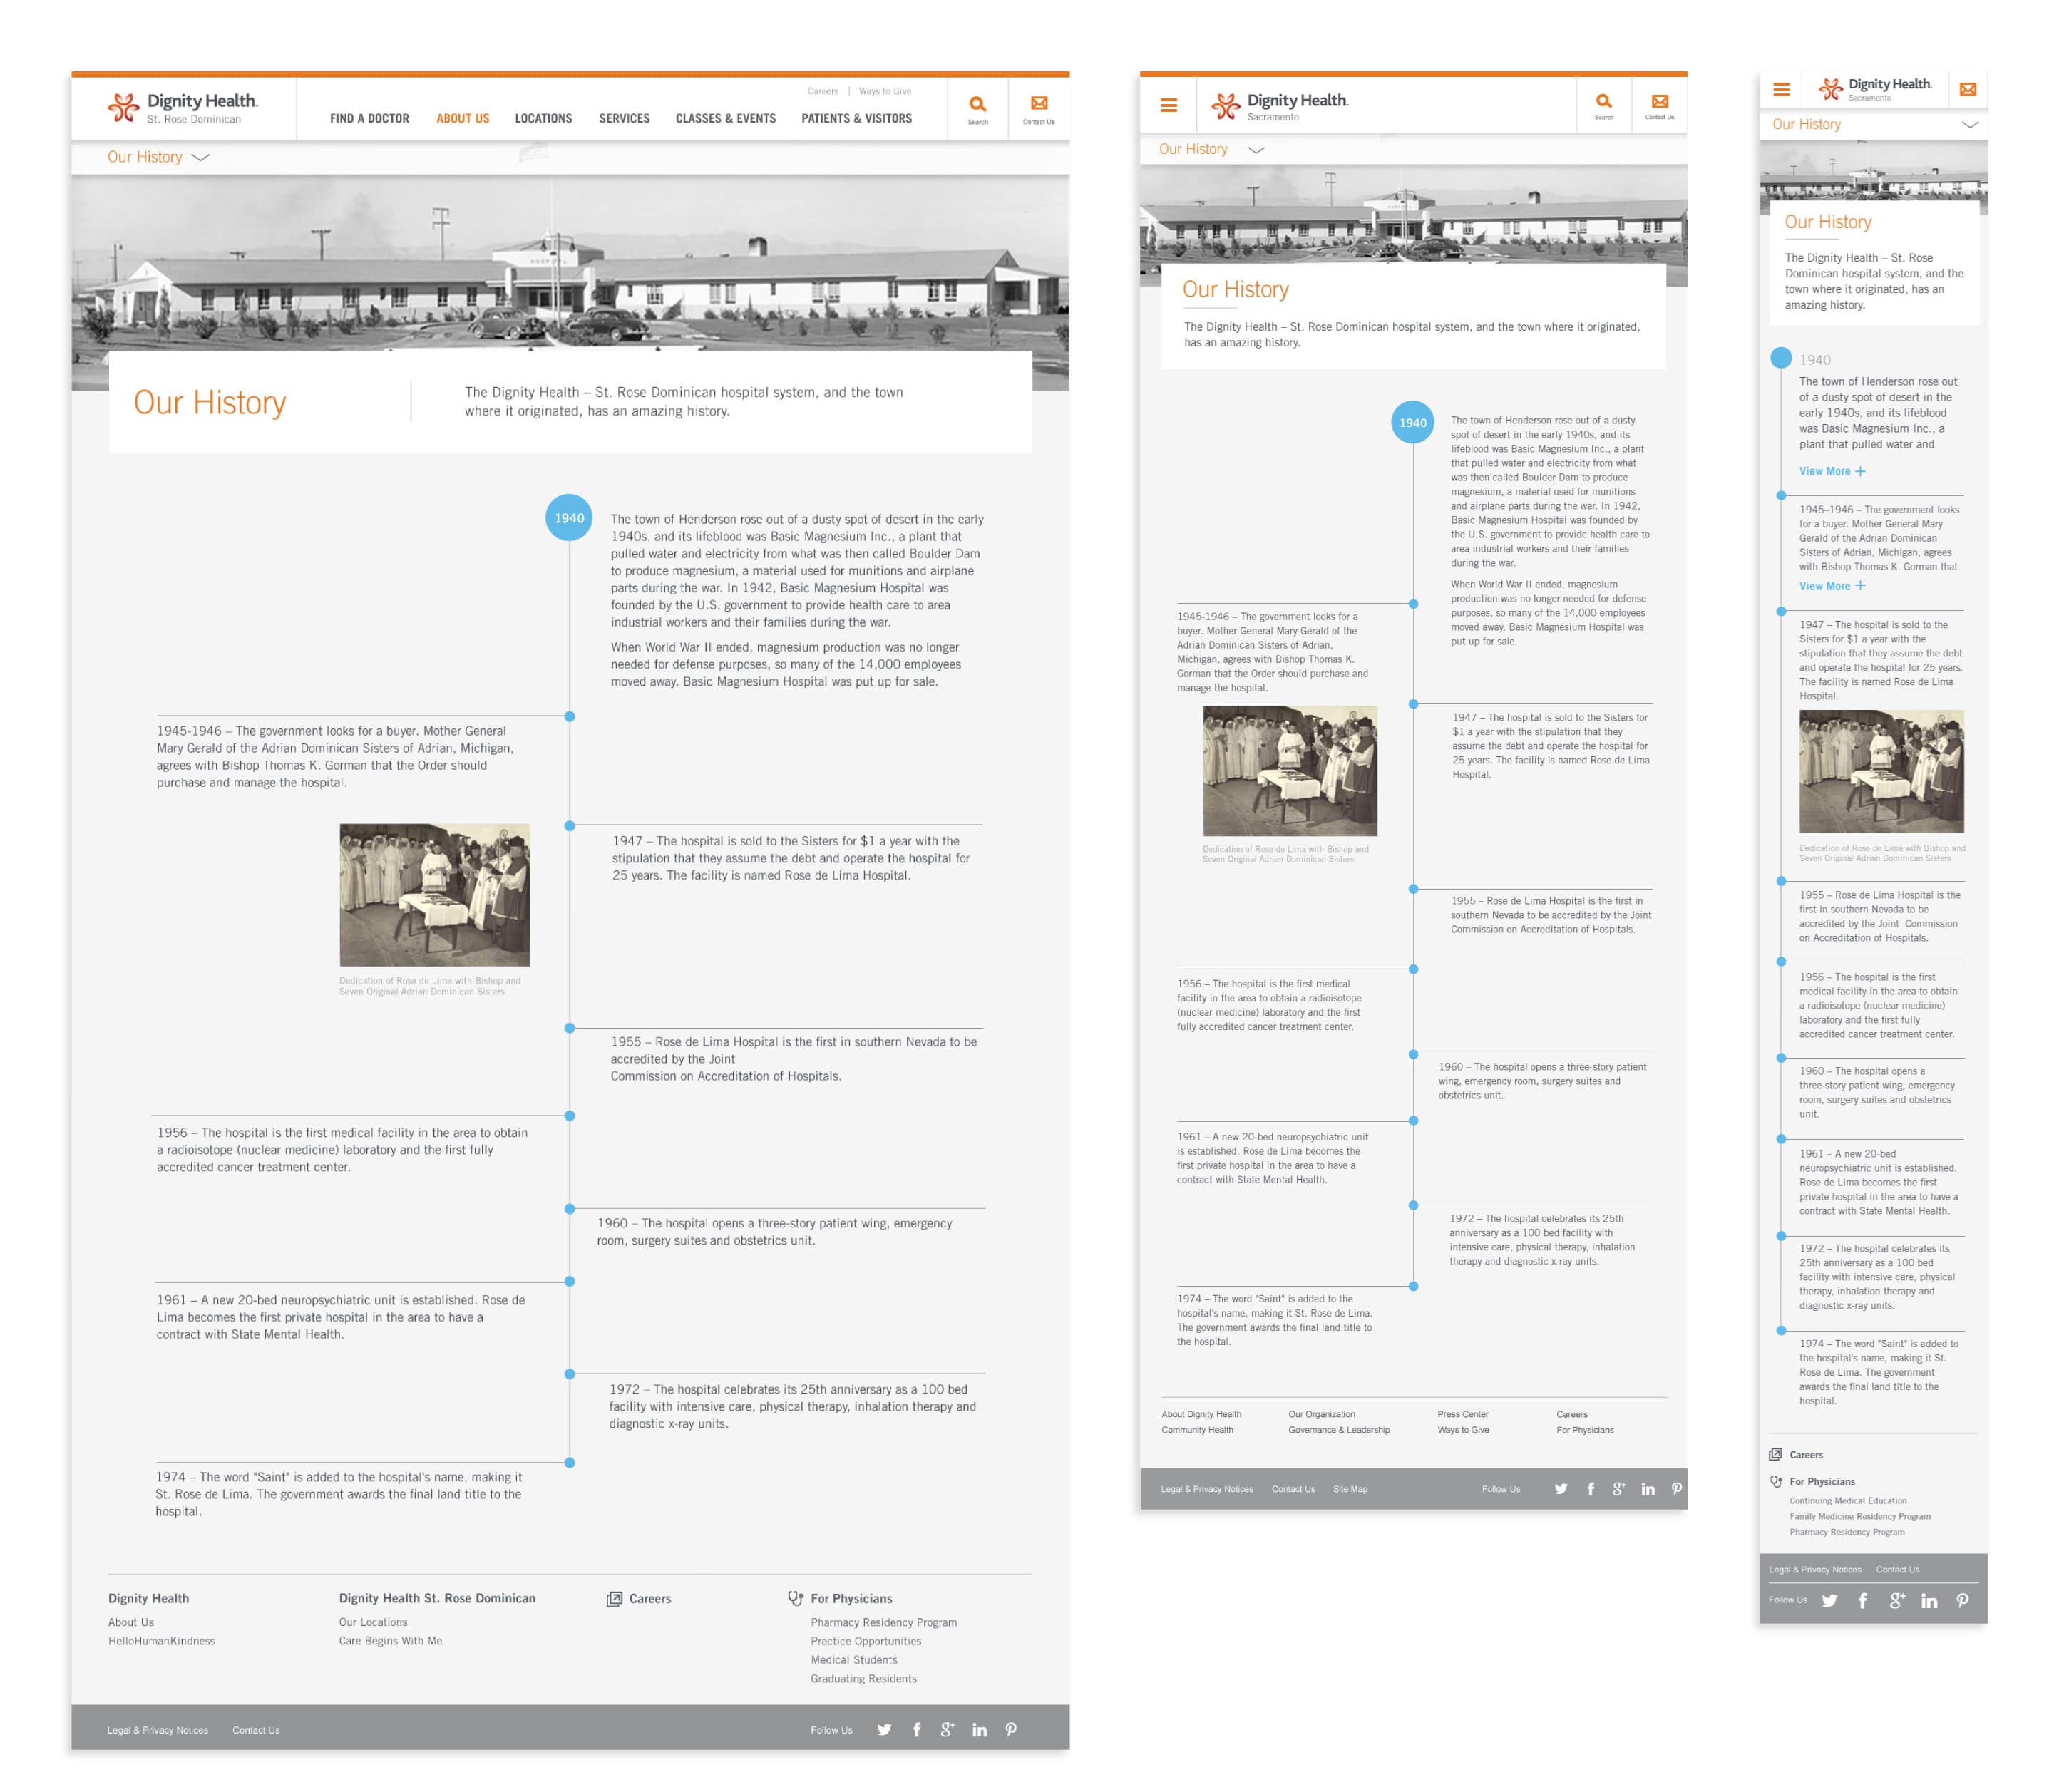 Dignity Health.
St. Rose Dominican
Careers | Ways to Give
FIND A DOCTOR ABOUT US LOCATIONS SERVICES CLASSES & EVENTS PATIENTS & VISITORS
Search
Contact Us
Our History
HOSPITAL
Our History
The Dignity Health – St. Rose Dominican hospital system, and the town
where it originated, has an amazing history.
1940
The town of Henderson rose out of a dusty spot of desert in the early
1940s, and its lifeblood was Basic Magnesium Inc., a plant that
pulled water and electricity from what was then called Boulder Dam
to produce magnesium, a material used for munitions and airplane
parts during the war. In 1942, Basic Magnesium Hospital was
founded by the U.S. government to provide health care to area
industrial workers and their families during the war.
When World War II ended, magnesium production was no longer
needed for defense purposes, so many of the 14,000 employees
moved away. Basic Magnesium Hospital was put up for sale.
1945-1946 – The government looks for a buyer. Mother General
Mary Gerald of the Adrian Dominican Sisters of Adrian, Michigan,
agrees with Bishop Thomas K. Gorman that the Order should
purchase and manage the hospital.
1947 – The hospital is sold to the Sisters for $1 a year with the
stipulation that they assume the debt and operate the hospital for
25 years. The facility is named Rose de Lima Hospital.
Dedication of Rose de Lima with Bishop and
Seven Original Adrian Dominican Sisters
1955 – Rose de Lima Hospital is the first in southern Nevada to be
accredited by the Joint
Commission on Accreditation of Hospitals.
1956 – The hospital is the first medical facility in the area to obtain
a radioisotope (nuclear medicine) laboratory and the first fully
accredited cancer treatment center.
1960 – The hospital opens a three-story patient wing, emergency
room, surgery suites and obstetrics unit.
1961 – A new 20-bed neuropsychiatric unit is established. Rose de
Lima becomes the first private hospital in the area to have a
contract with State Mental Health.
1972 – The hospital celebrates its 25th anniversary as a 100 bed
facility with intensive care, physical therapy, inhalation therapy and
diagnostic x-ray units.
1974 – The word "Saint" is added to the hospital's name, making it
St. Rose de Lima. The government awards the final land title to the
hospital.
Dignity Health
About Us
HelloHumanKindness
Dignity Health St. Rose Dominican
Our Locations
Care Begins With Me
Careers
For Physicians
Pharmacy Residency Program
Practice Opportunities
Medical Students
Graduating Residents
Legal & Privacy Notices Contact Us
Follow Us
Dignity Health.
Sacramento
Search
Contact Us
Our History
Our History
The Dignity Health – St. Rose Dominican hospital system, and the town where it originated,
has an amazing history.
1940
The town of Henderson rose out of a dusty
spot of desert in the early 1940s, and its
lifeblood was Basic Magnesium Inc., a plant
that pulled water and electricity from what
was then called Boulder Dam to produce
magnesium, a material used for munitions
and airplane parts during the war. In 1942,
Basic Magnesium Hospital was founded by
the U.S. government to provide health care to
area industrial workers and their families
during the war.
When World War II ended, magnesium
production was no longer needed for defense
purposes, so many of the 14,000 employees
moved away. Basic Magnesium Hospital was
put up for sale.
1945-1946 – The government looks for a
buyer. Mother General Mary Gerald of the
Adrian Dominican Sisters of Adrian,
Michigan, agrees with Bishop Thomas K.
Gorman that the Order should purchase and
manage the hospital.
1947 – The hospital is sold to the Sisters for
$1 a year with the stipulation that they
assume the debt and operate the hospital for
25 years. The facility is named Rose de Lima
Hospital.
Dedication of Rose de Lima with Bishop and
Seven Original Adrian Dominican Sisters
1955 – Rose de Lima Hospital is the first in
southern Nevada to be accredited by the Joint
Commission on Accreditation of Hospitals.
1956 – The hospital is the first medical
facility in the area to obtain a radioisotope
(nuclear medicine) laboratory and the first
fully accredited cancer treatment center.
1960 – The hospital opens a three-story patient
wing, emergency room, surgery suites and
obstetrics unit.
1961 – A new 20-bed neuropsychiatric unit
is established. Rose de Lima becomes the
first private hospital in the area to have a
contract with State Mental Health.
1972 – The hospital celebrates its 25th
anniversary as a 100 bed facility with
intensive care, physical therapy, inhalation
therapy and diagnostic x-ray units.
1974 – The word "Saint" is added to the
hospital's name, making it St. Rose de Lima.
The government awards the final land title to
the hospital.
About Dignity Health Our Organization Press Center Careers
Community Health Governance & Leadership Ways to Give For Physicians
Legal & Privacy Notices Contact Us Site Map Follow Us
Dignity Health.
Sacramento
Our History
Our History
The Dignity Health – St. Rose
Dominican hospital system, and the
town where it originated, has an
amazing history.
1940
The town of Henderson rose out
of a dusty spot of desert in the
early 1940s, and its lifeblood
was Basic Magnesium Inc., a
plant that pulled water and
View More +
1945–1946 – The government looks
for a buyer. Mother General Mary
Gerald of the Adrian Dominican
Sisters of Adrian, Michigan, agrees
with Bishop Thomas K. Gorman that
View More +
1947 – The hospital is sold to the
Sisters for $1 a year with the
stipulation that they assume the debt
and operate the hospital for 25 years.
The facility is named Rose de Lima
Hospital.
Dedication of Rose de Lima with Bishop and
Seven Original Adrian Dominican Sisters
1955 – Rose de Lima Hospital is the
first in southern Nevada to be
accredited by the Joint Commission
on Accreditation of Hospitals.
1956 – The hospital is the first
medical facility in the area to obtain
a radioisotope (nuclear medicine)
laboratory and the first fully
accredited cancer treatment center.
1960 – The hospital opens a
three-story patient wing, emergency
room, surgery suites and obstetrics
unit.
1961 – A new 20-bed
neuropsychiatric unit is established.
Rose de Lima becomes the first
private hospital in the area to have a
contract with State Mental Health.
1972 – The hospital celebrates its
25th anniversary as a 100 bed
facility with intensive care, physical
therapy, inhalation therapy and
diagnostic x-ray units.
1974 – The word "Saint" is added to
the hospital's name, making it St.
Rose de Lima. The government
awards the final land title to the
hospital.
Careers
For Physicians
Continuing Medical Education
Family Medicine Residency Program
Pharmacy Residency Program
Legal & Privacy Notices Contact Us
Follow Us